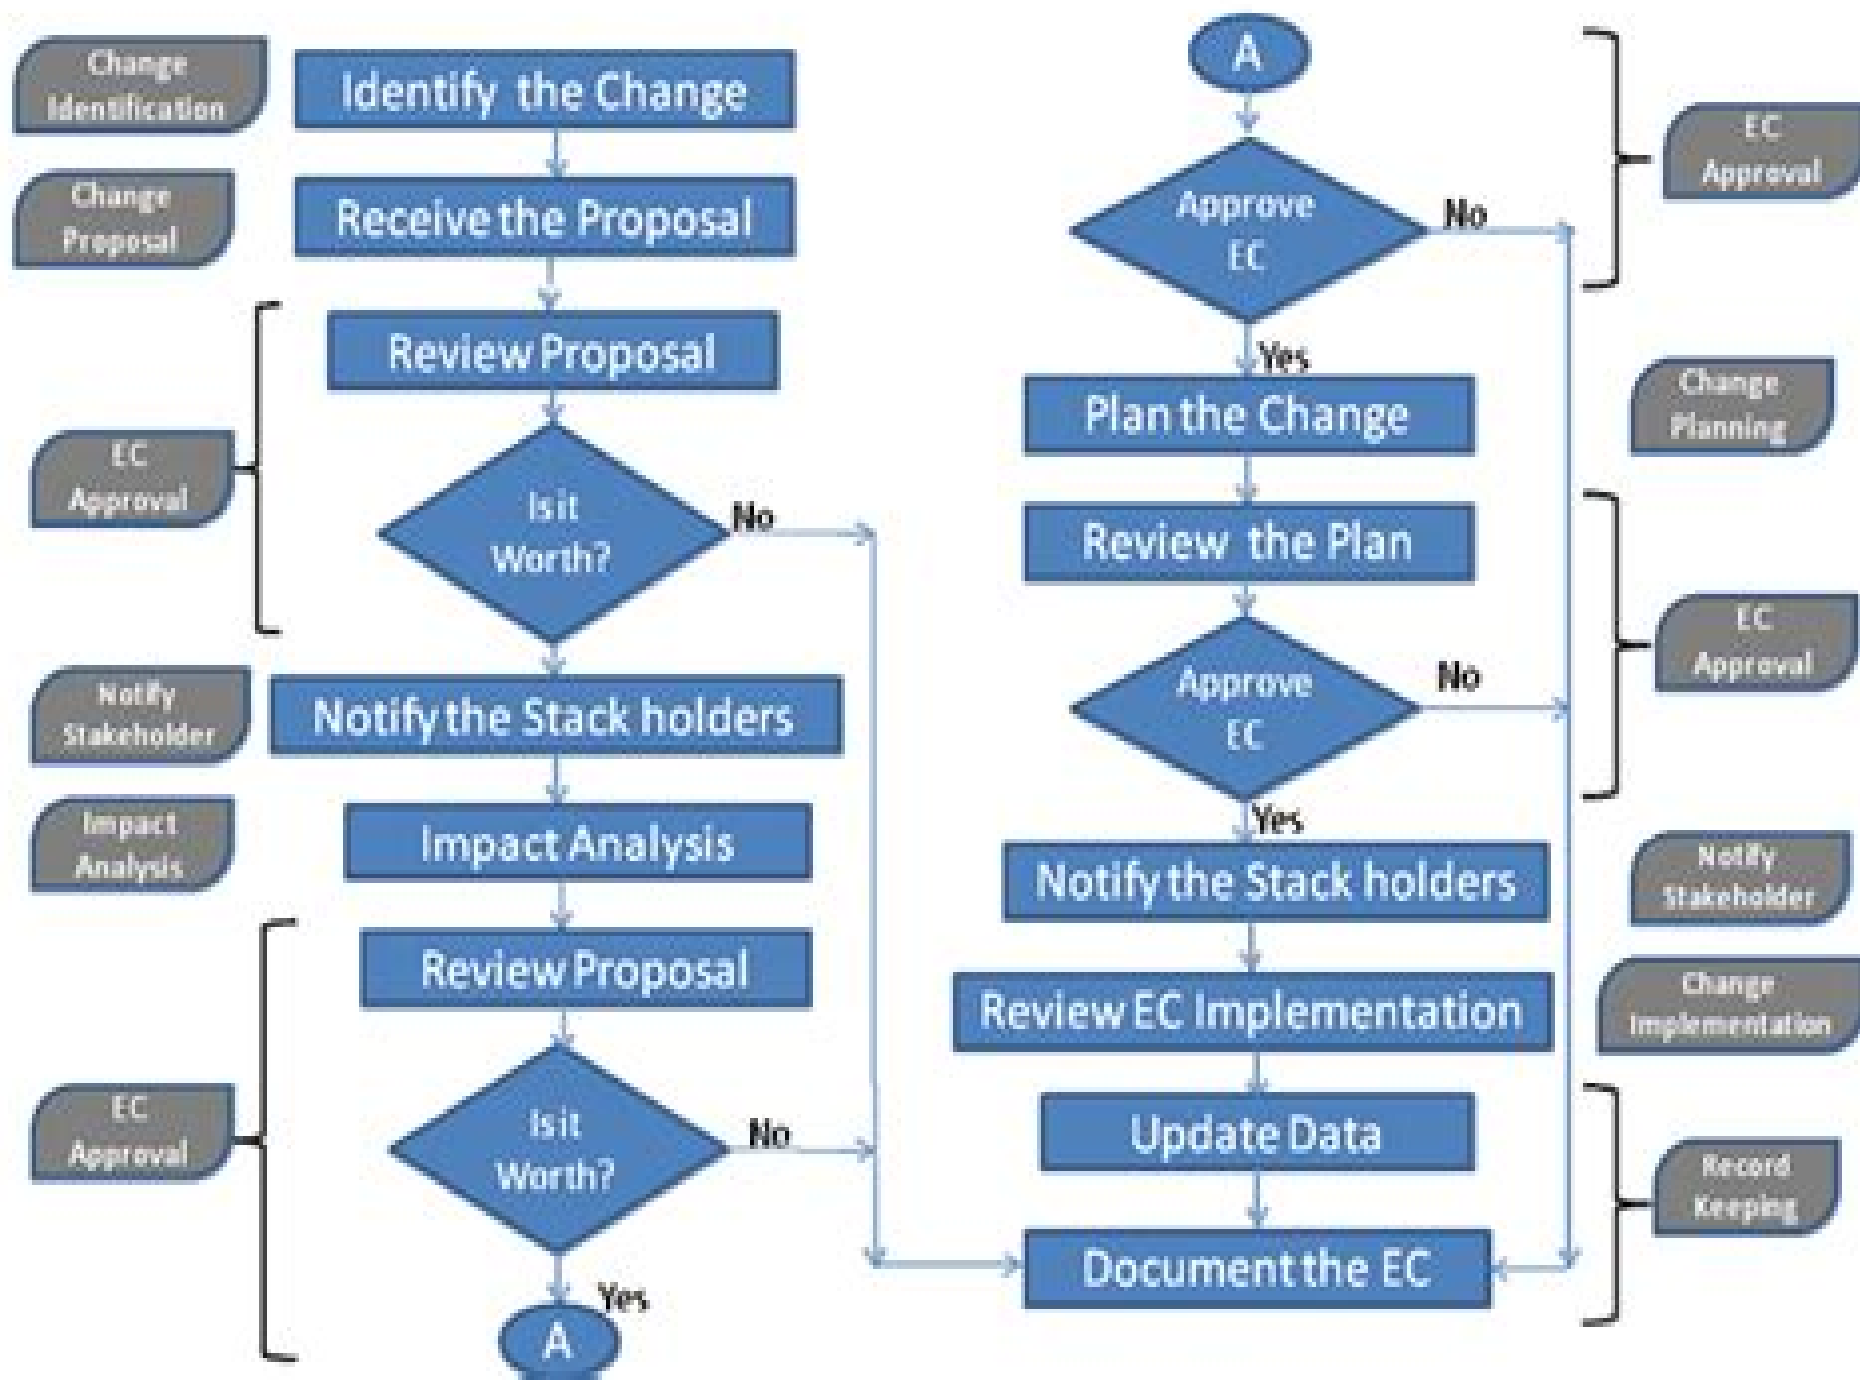 Change
Identification
Identify the Change
Change
Proposal
Receive the Proposal
Review Proposal
EC
Approval
Is it
Worth?
No
Notify
Stakeholder
Notify the Stack holders
Impact
Analysis
Impact Analysis
Review Proposal
EC
Approval
Is it
Worth?
No
Yes
A
A
EC
Approval
Approve
EC
No
Yes
Change
Planning
Plan the Change
Review the Plan
EC
Approval
Approve
EC
No
Yes
Notify
Stakeholder
Notify the Stack holders
Change
Implementation
Review EC Implementation
Update Data
Record
Keeping
Document the EC